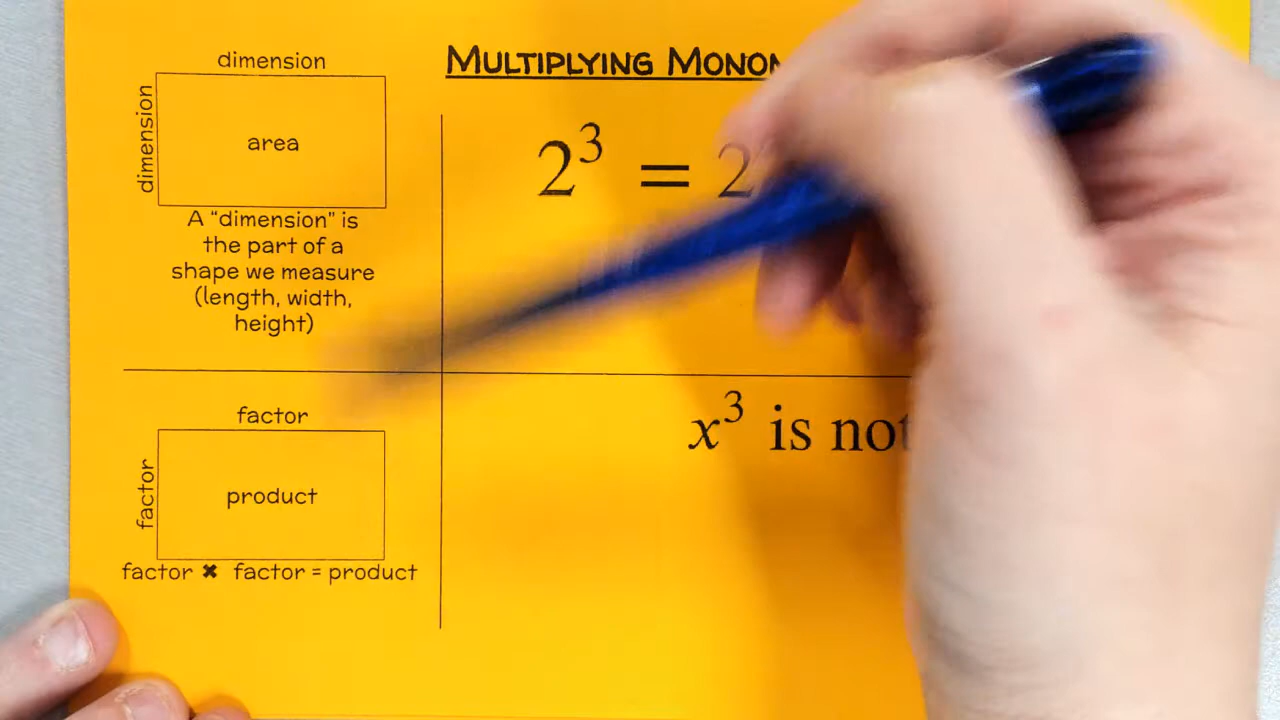 dimension
MULTIPLYING
dimension
area
2³ = 2
A “dimension” is
the part of a
shape we measure
(length, width,
height)
x³ is not
factor
factor
product
factor ✖ factor = product